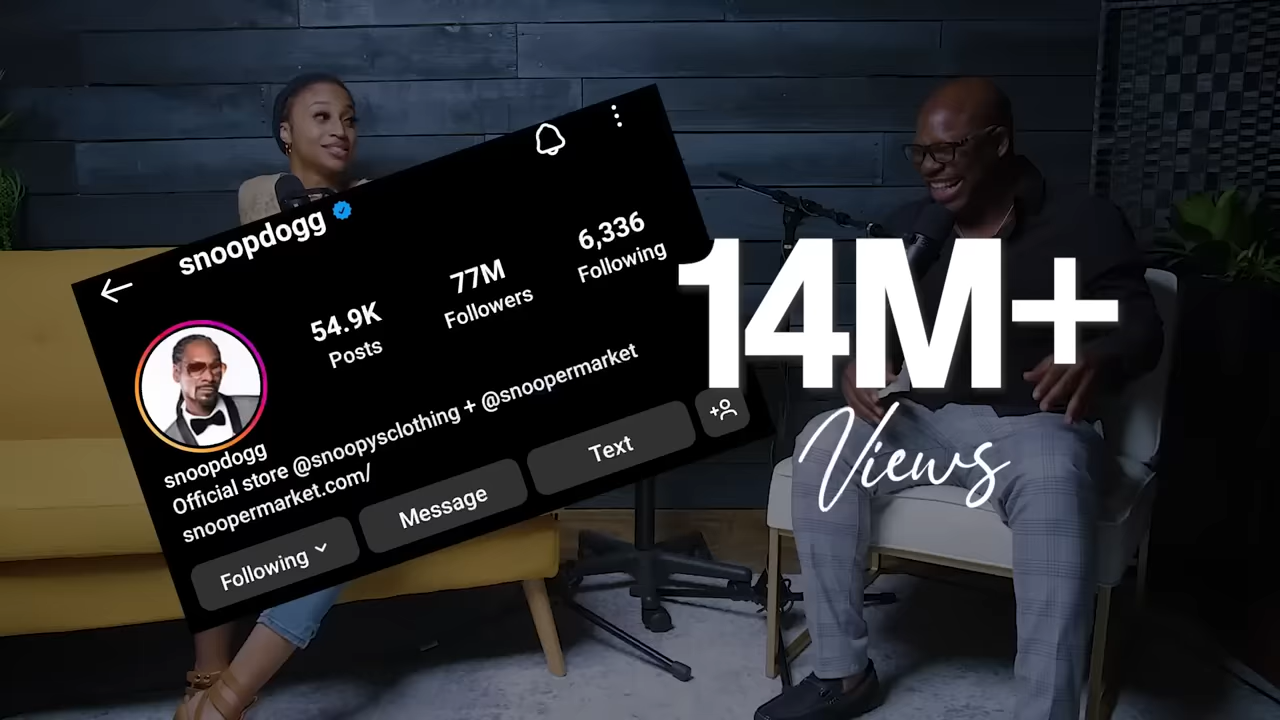 snoopdogg
54.9K
Posts
77M
Followers
6,336
Following
snoopdogg
Official store @snoopysclothing + @snoopermarket
snoopermarket.com/
Following
Message
Text
14M+
Views